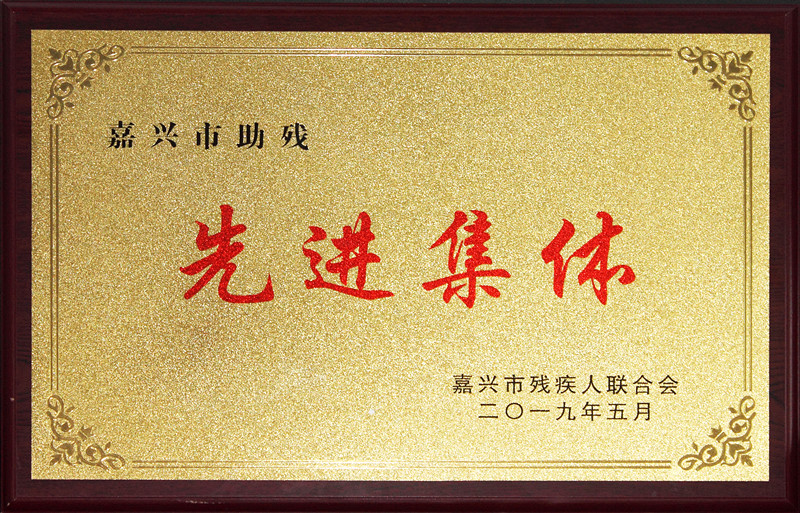 嘉兴市助残
先进集体
嘉兴市残疾人联合会
二〇一九年五月